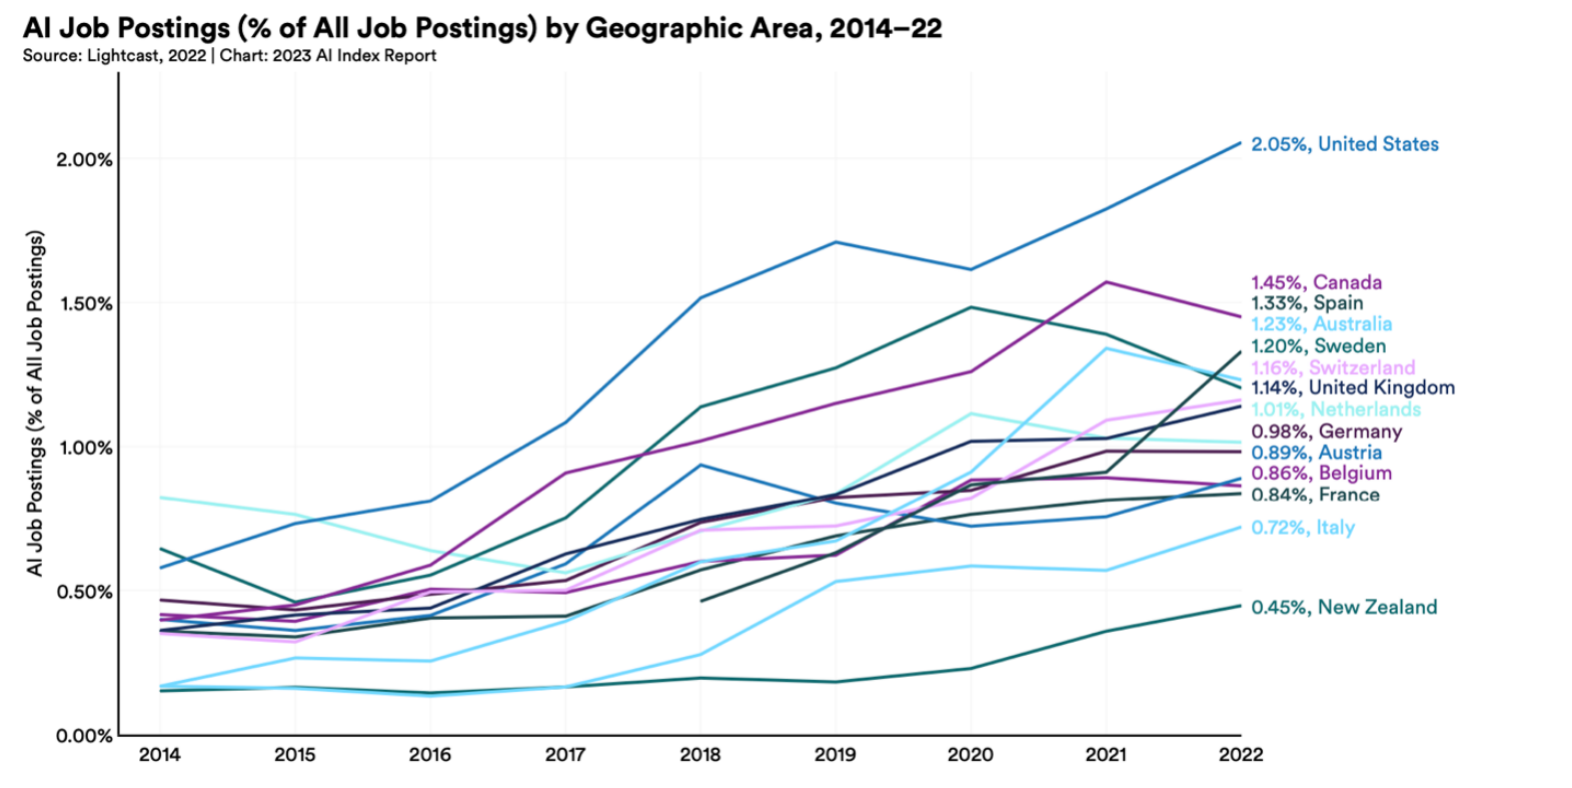 AI Job Postings (% of All Job Postings) by Geographic Area, 2014–22
Source: Lightcast, 2022 | Chart: 2023 AI Index Report
AI Job Postings (% of All Job Postings)
2.00%
1.50%
1.00%
0.50%
0.00%
2014 2015 2016 2017 2018 2019 2020 2021 2022
2.05%, United States
1.45%, Canada
1.33%, Spain
1.23%, Australia
1.20%, Sweden
1.16%, Switzerland
1.14%, United Kingdom
1.01%, Netherlands
0.98%, Germany
0.89%, Austria
0.86%, Belgium
0.84%, France
0.72%, Italy
0.45%, New Zealand